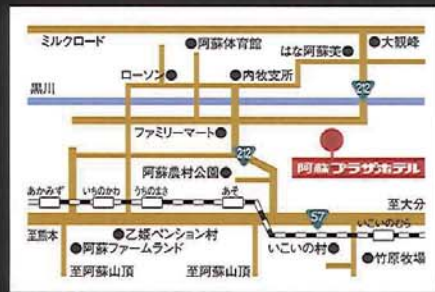 ミルクロード
阿蘇体育館
はな阿蘇美
大観峰
ローソン
内牧支所
212
黒川
ファミリーマート
212
阿蘇農村公園
阿蘇プラザホテル
あかみず
いちのかわ
うちのまき
あそ
至大分
57
いこいのむら
至熊本
乙姫ペンション村
いこいの村
阿蘇ファームランド
竹原牧場
至阿蘇山頂
至阿蘇山頂